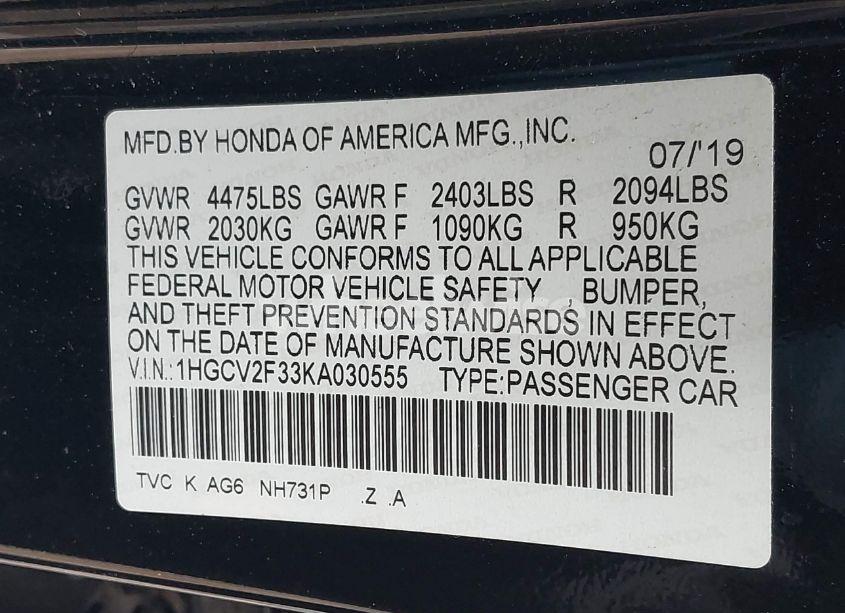 MFD.BY HONDA OF AMERICA MFG.,INC.
07/'19
GVWR 4475LBS GAWR F 2403LBS R 2094LBS
GVWR 2030KG GAWR F 1090KG R 950KG
THIS VEHICLE CONFORMS TO ALL APPLICABLE
FEDERAL MOTOR VEHICLE SAFETY , BUMPER,
AND THEFT PREVENTION STANDARDS IN EFFECT
ON THE DATE OF MANUFACTURE SHOWN ABOVE.
V.I.N.:1HGCV2F33KA030555 TYPE:PASSENGER CAR
TVC K AG6 NH731P .Z .A